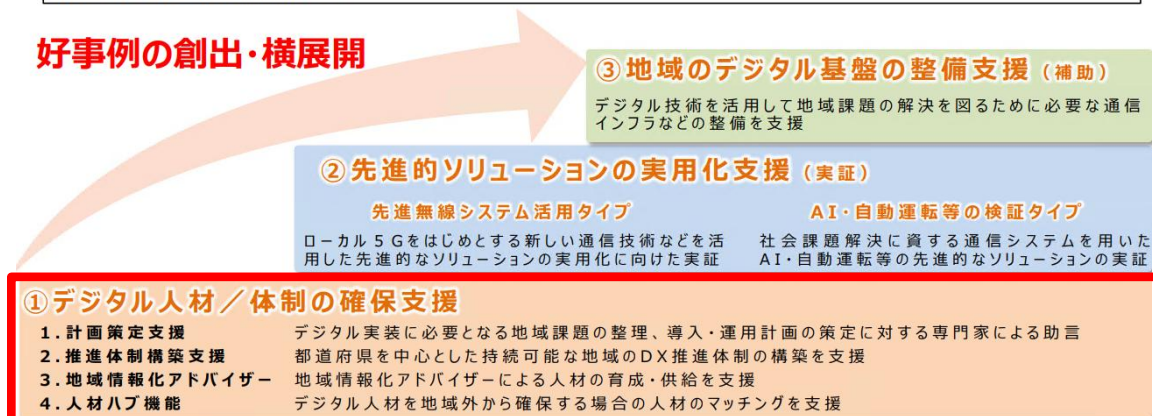 好事例の創出・横展開
③地域のデジタル基盤の整備支援（補助）
デジタル技術を活用して地域課題の解決を図るために必要な通信
インフラなどの整備を支援
②先進的ソリューションの実用化支援（実証）
先進無線システム活用タイプ
ローカル５Ｇをはじめとする新しい通信技術などを活
用した先進的なソリューションの実用化に向けた実証
AI・自動運転等の検証タイプ
社会課題解決に資する通信システムを用いた
AI・自動運転等の先進的なソリューションの実証
①デジタル人材／体制の確保支援
1.計画策定支援 デジタル実装に必要となる地域課題の整理、導入・運用計画の策定に対する専門家による助言
2.推進体制構築支援 都道府県を中心とした持続可能な地域のDX推進体制の構築を支援
3.地域情報化アドバイザー 地域情報化アドバイザーによる人材の育成・供給を支援
4.人材ハブ機能 デジタル人材を地域外から確保する場合の人材のマッチングを支援